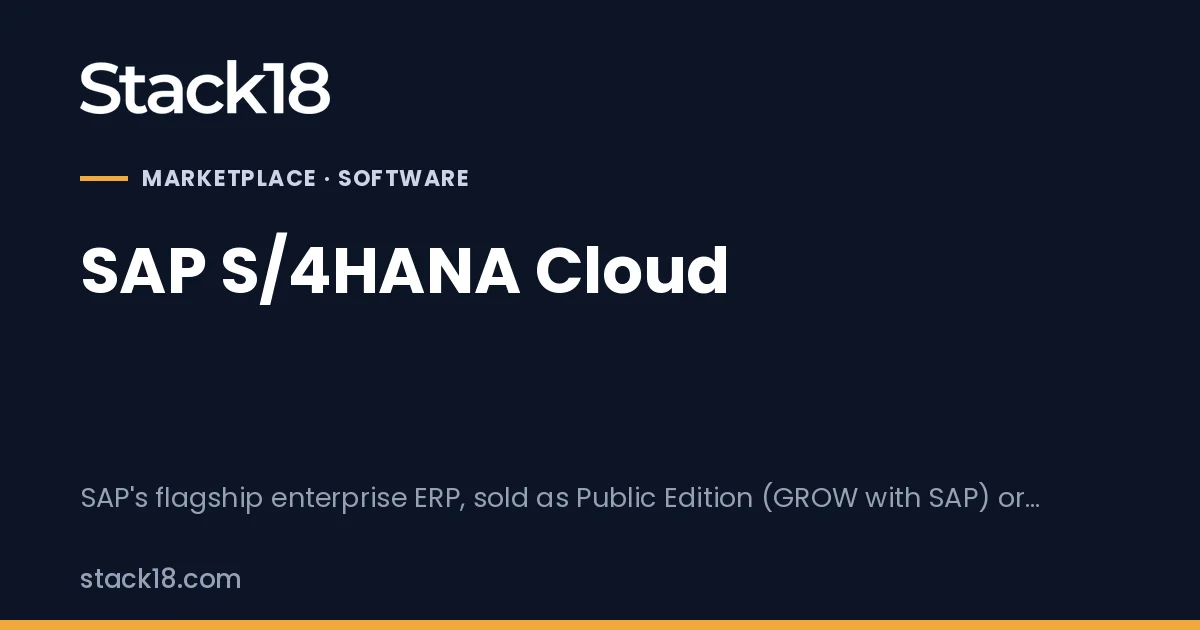 Stack18
MARKETPLACE · SOFTWARE
SAP S/4HANA Cloud
SAP's flagship enterprise ERP, sold as Public Edition (GROW with SAP) or...
stack18.com